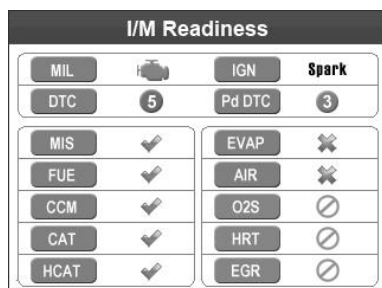 I/M Readiness
MIL IGN Spark
DTC 5 Pd DTC 3
MIS EVAP
FUE AIR
CCM O2S
CAT HRT
HCAT EGR